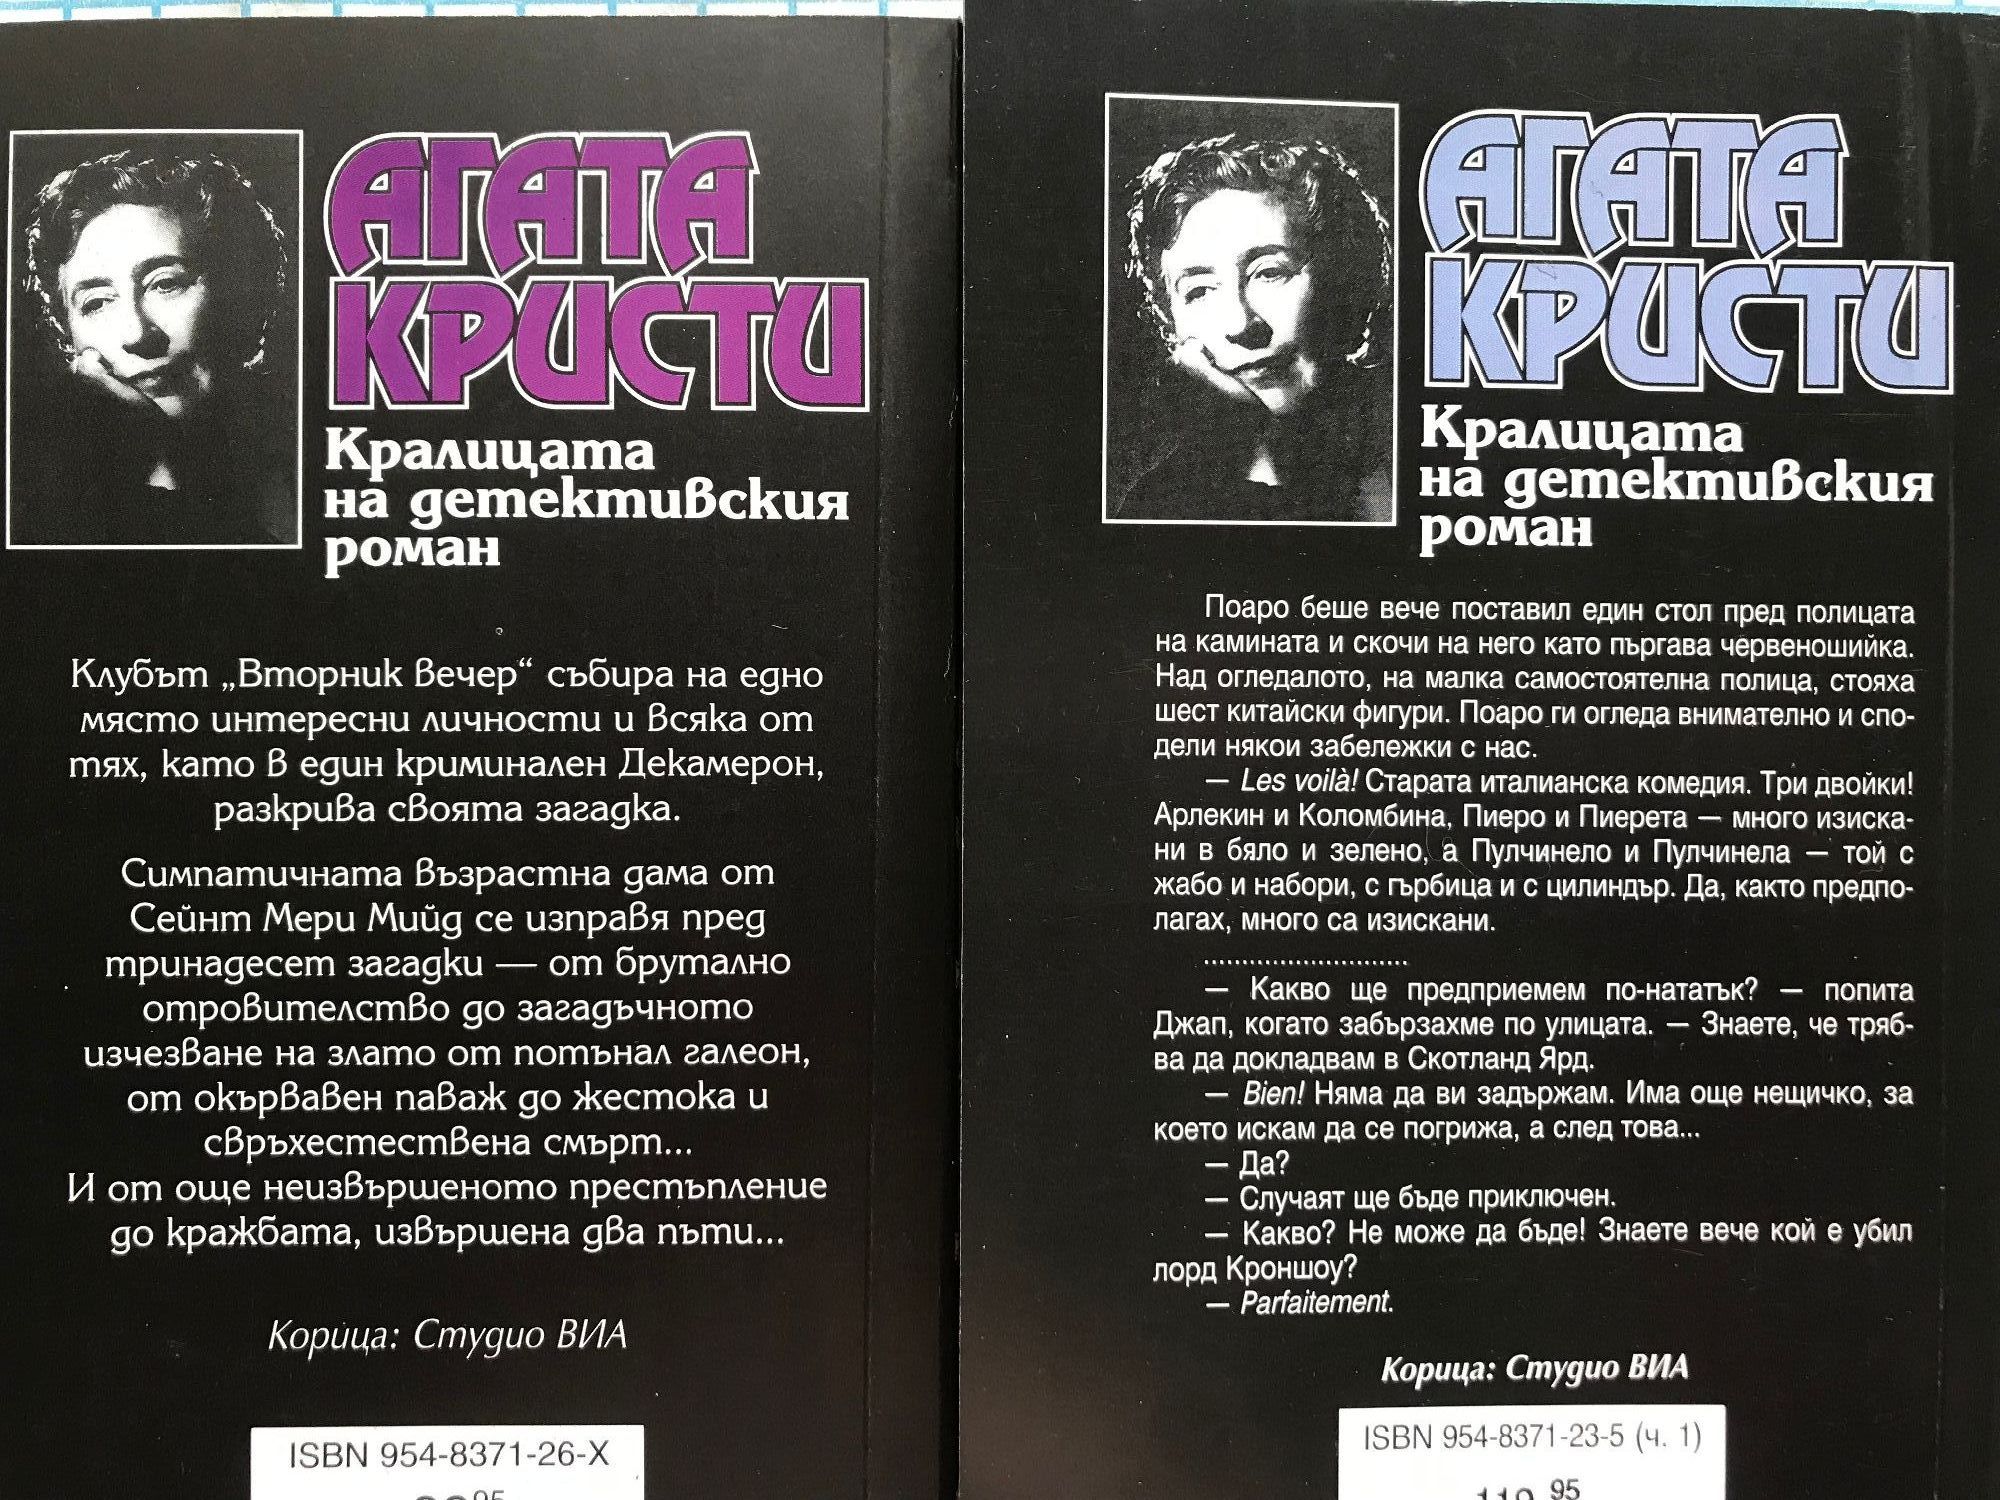 АГАТА
КРИСТИ
Кралицата
на детективския
роман
Клубът „Вторник вечер“ събира на едно
място интересни личности и всяка от
тях, като в един криминален Декамерон,
разкрива своята загадка.
Симпатичната възрастна дама от
Сейнт Мери Мийд се изправя пред
тринадесет загадки — от брутално
отровителство до загадъчното
изчезване на злато от потънал галеон,
от окървавен паваж до жестока и
свръхестествена смърт...
И от още неизвършеното престъпление
до кражбата, извършена два пъти...
Корица: Студио ВИА
ISBN 954-8371-26-X
АГАТА
КРИСТИ
Кралицата
на детективския
роман
Поаро беше вече поставил един стол пред полицата
на камината и скочи на него като пъргава червеношийка.
Над огледалото, на малка самостоятелна полица, стояха
шест китайски фигури. Поаро ги огледа внимателно и спо-
дели някои забележки с нас.
— Les voilà! Старата италианска комедия. Три двойки!
Арлекин и Коломбина, Пиеро и Пиерета — много изиска-
ни в бяло и зелено, а Пулчинело и Пулчинела — той с
жабо и набори, с гърбица и с цилиндър. Да, както предпо-
лагах, много са изискани.
...........................
— Какво ще предприемем по-нататък? — попита
Джап, когато забързахме по улицата. — Знаете, че тряб-
ва да докладвам в Скотланд Ярд.
— Bien! Няма да ви задържам. Има още нещичко, за
което искам да се погрижа, а след това...
— Да?
— Случаят ще бъде приключен.
— Какво? Не може да бъде! Знаете вече кой е убил
лорд Кроншоу?
— Parfaitement.
Корица: Студио ВИА
ISBN 954-8371-23-5 (ч. 1)
95